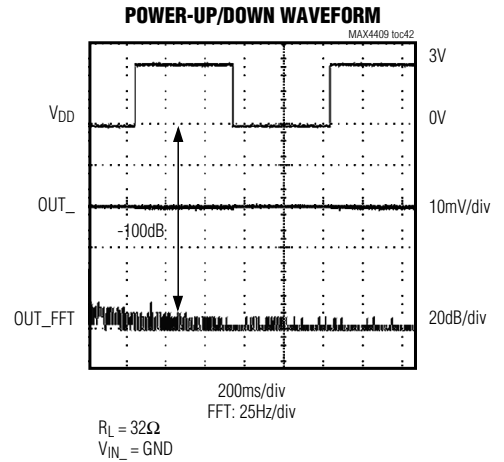 POWER-UP/DOWN WAVEFORM
MAX4409 toc42
3V
V_DD
0V
OUT_
10mV/div
-100dB
OUT_FFT
20dB/div
200ms/div
FFT: 25Hz/div
R_L = 32Ω
V_IN_ = GND